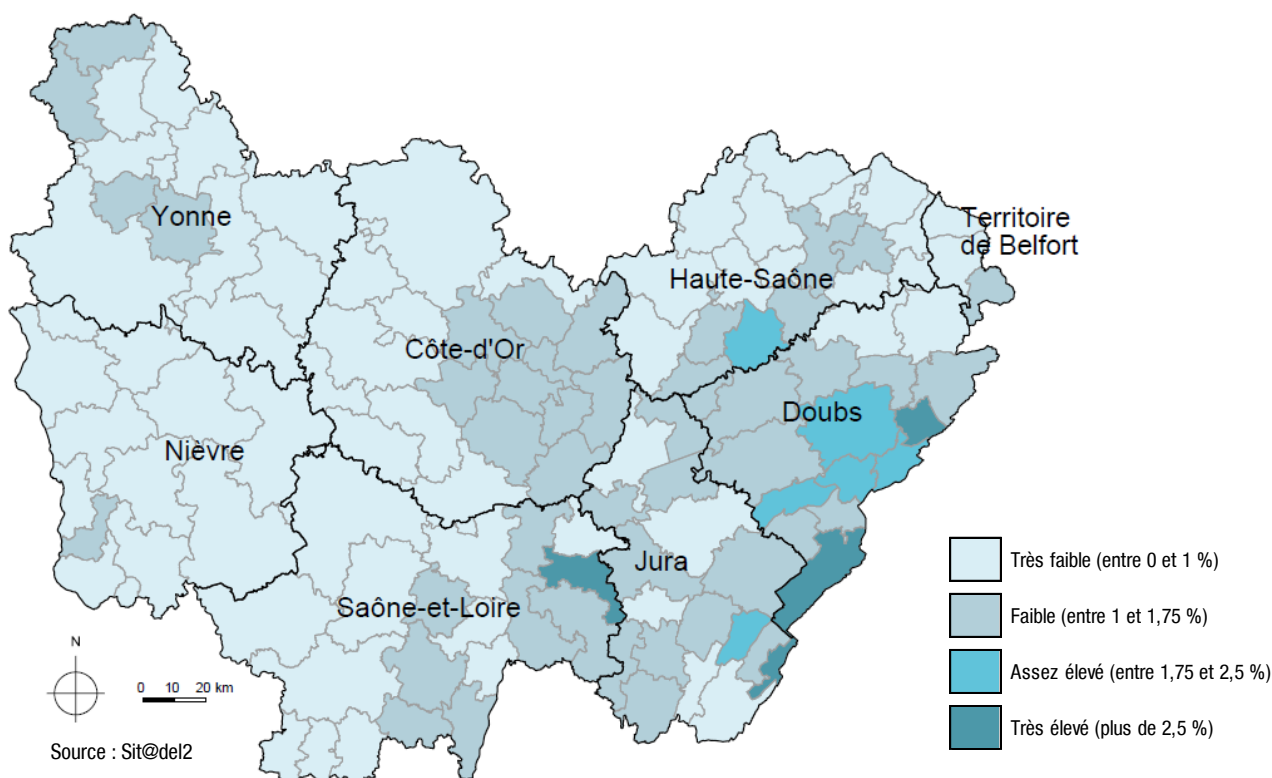 Yonne
Territoire
de Belfort
Haute-Saône
Côte-d'Or
Doubs
Nièvre
Jura
Saône-et-Loire
Très faible (entre 0 et 1 %)
Faible (entre 1 et 1,75 %)
Assez élevé (entre 1,75 et 2,5 %)
Très élevé (plus de 2,5 %)
N
0 10 20 km
Source : Sit@del2